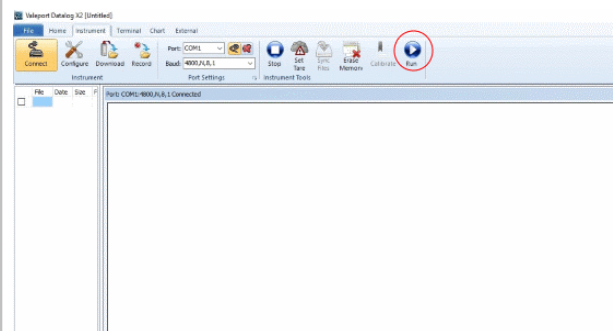 Valeport Datalog X2 [Untitled]
File Home Instrument Terminal Chart External
Connect Configure Download Record
Port: COM1
Baud: 4800,N,8,1
Stop Set Tare Sync Files Erase Memory Calibrate Run
Instrument Port Settings Instrument Tools
File Date Size F
Port: COM1:4800,N,8,1 Connected